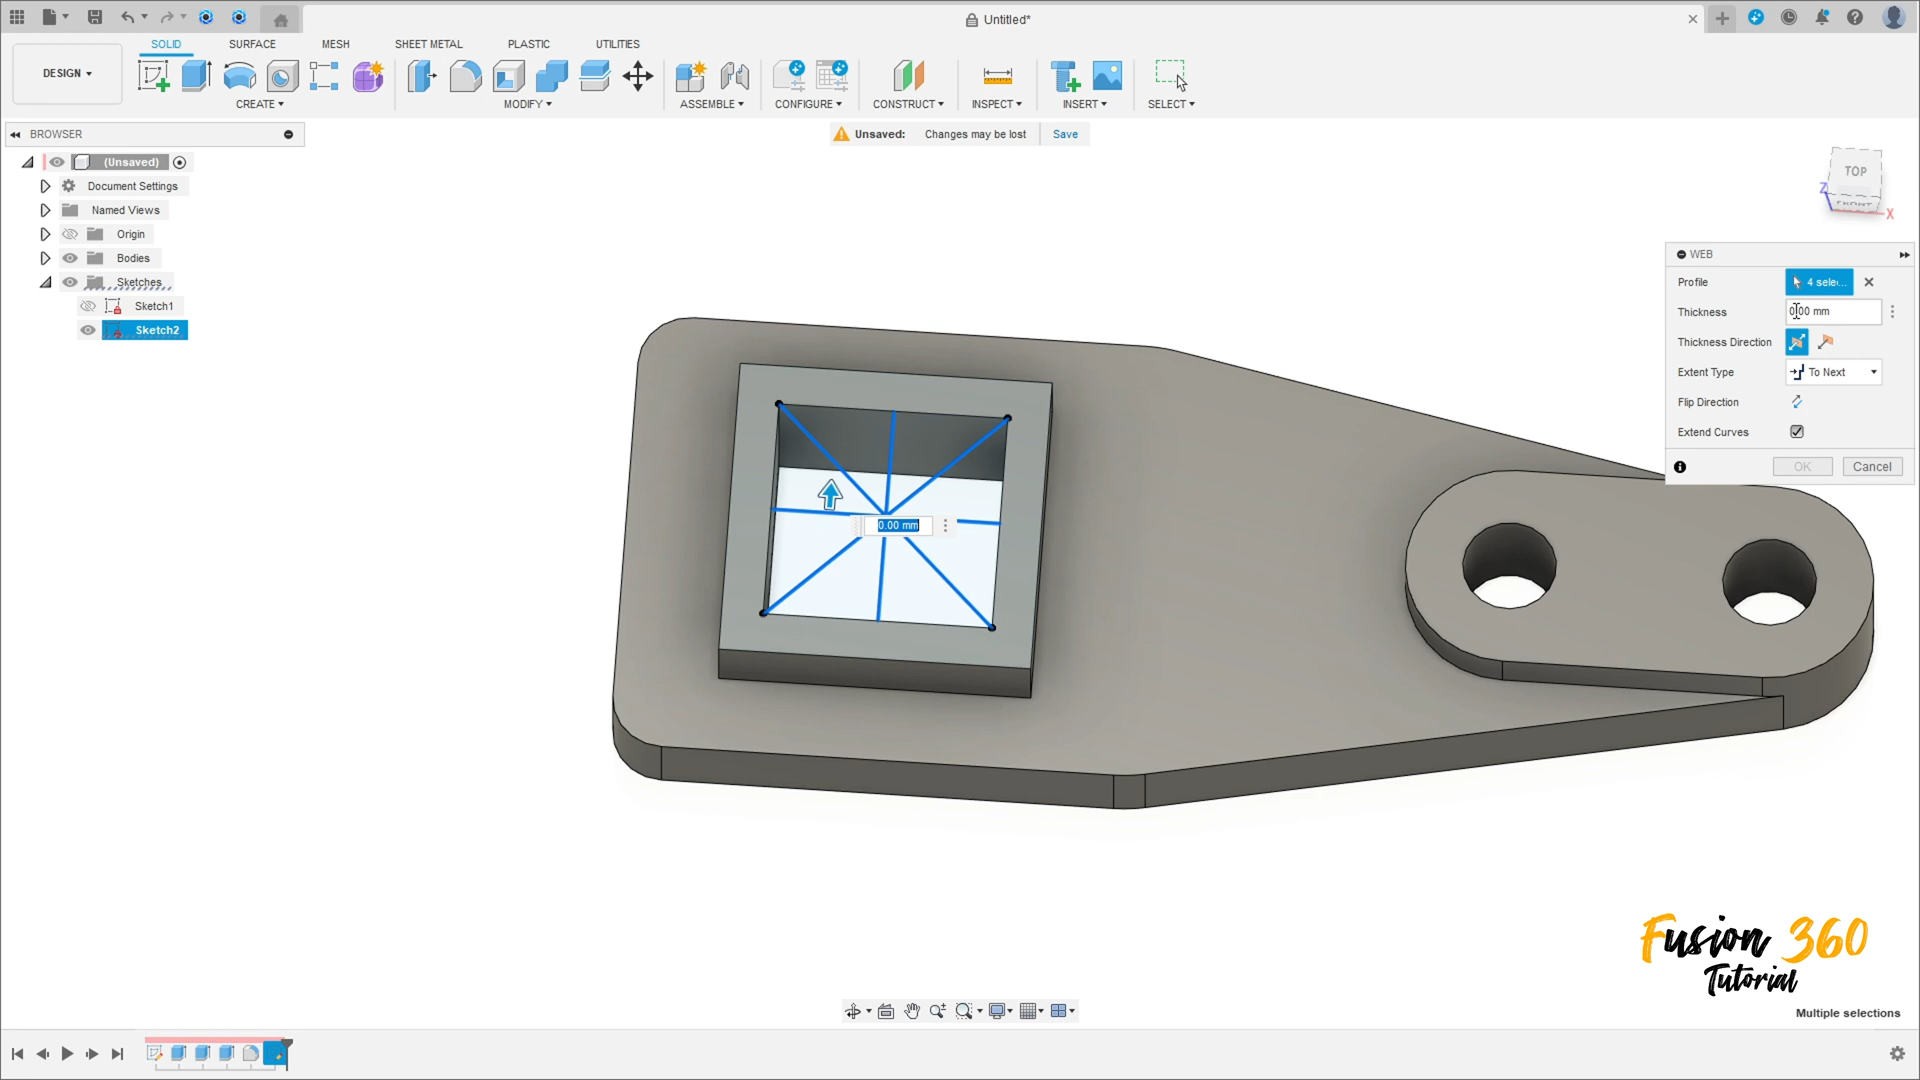 Untitled*
SOLID SURFACE MESH SHEET METAL PLASTIC UTILITIES
DESIGN
CREATE MODIFY ASSEMBLE CONFIGURE CONSTRUCT INSPECT INSERT SELECT
BROWSER
Unsaved: Changes may be lost Save
(Unsaved)
Document Settings
Named Views
Origin
Bodies
Sketches
Sketch1
Sketch2
TOP
FRONT
Z
X
WEB
Profile 4 selec...
Thickness 0.00 mm
Thickness Direction
Extent Type To Next
Flip Direction
Extend Curves
OK Cancel
0.00 mm
Fusion 360
Tutorial
Multiple selections